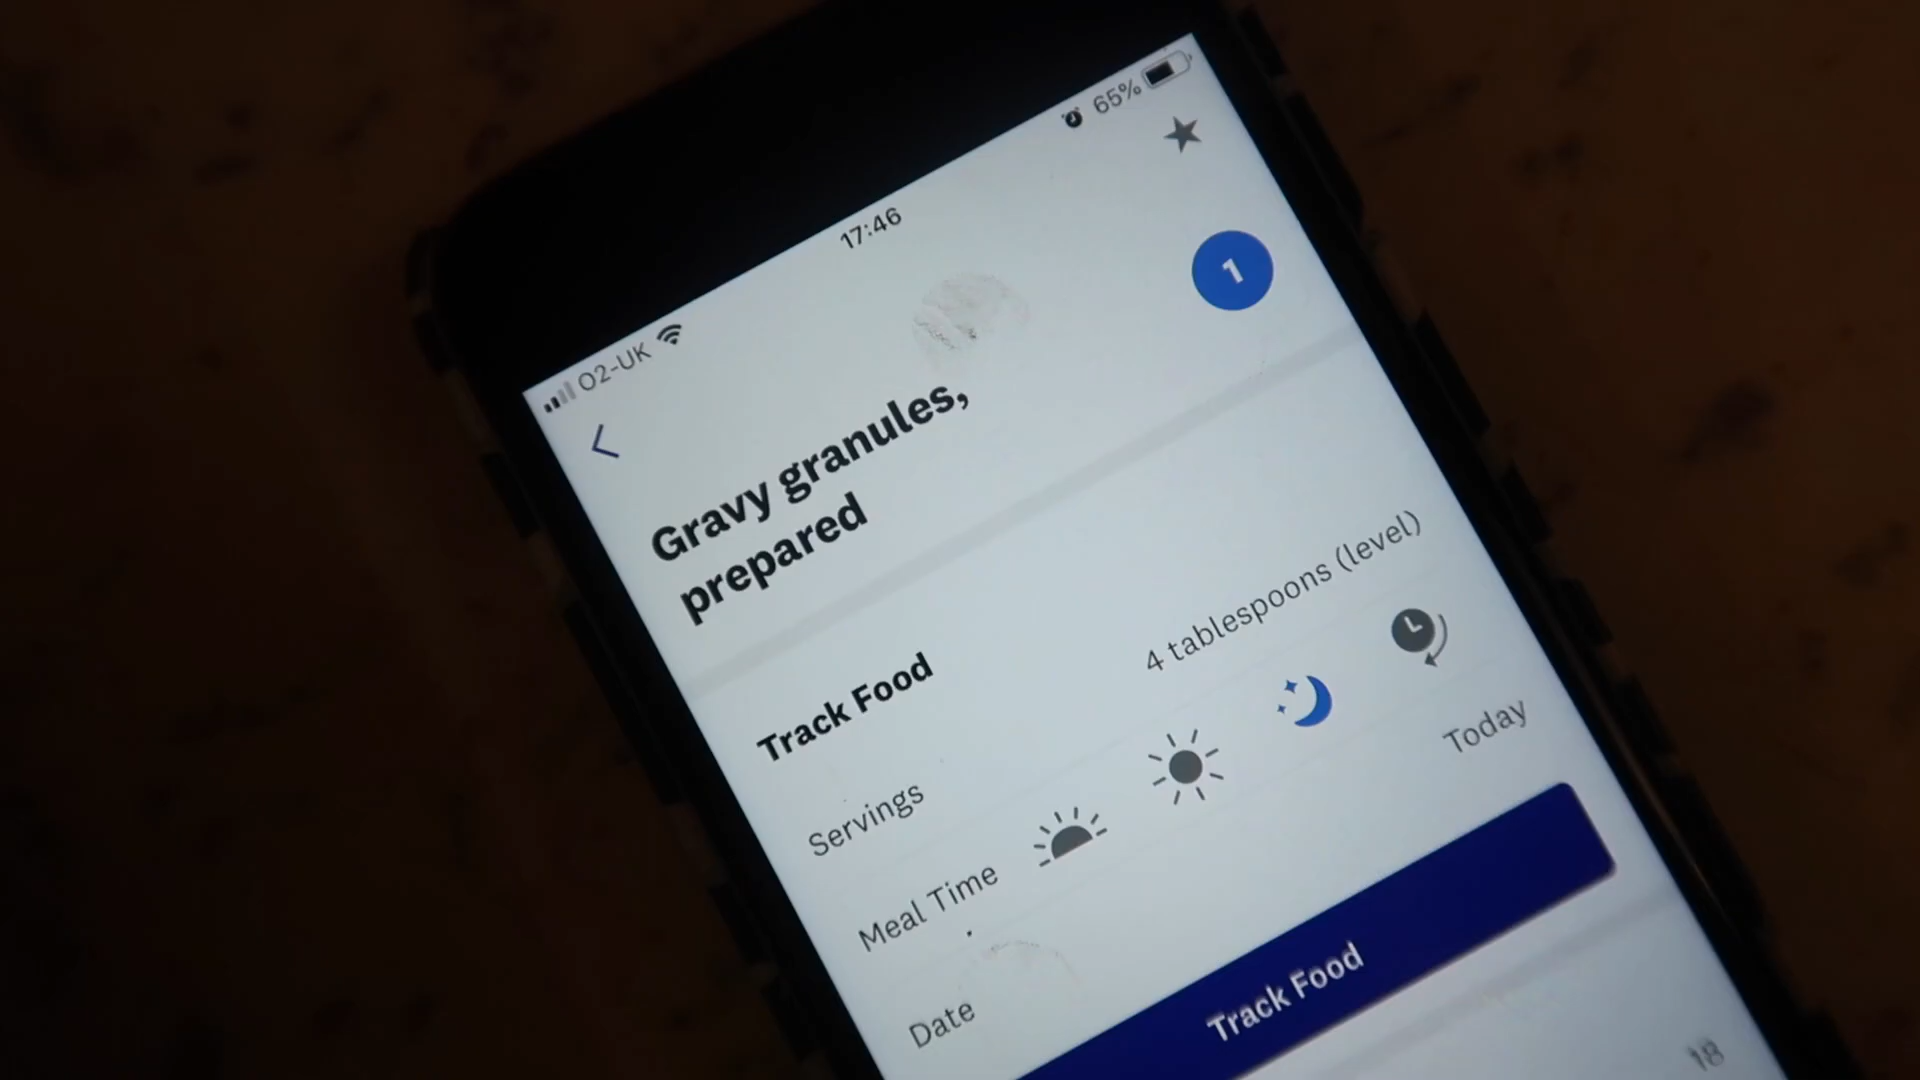 O2-UK 17:46 65%
1
Gravy granules,
prepared
Track Food
Servings 4 tablespoons (level)
Meal Time
Date Today
Track Food
18